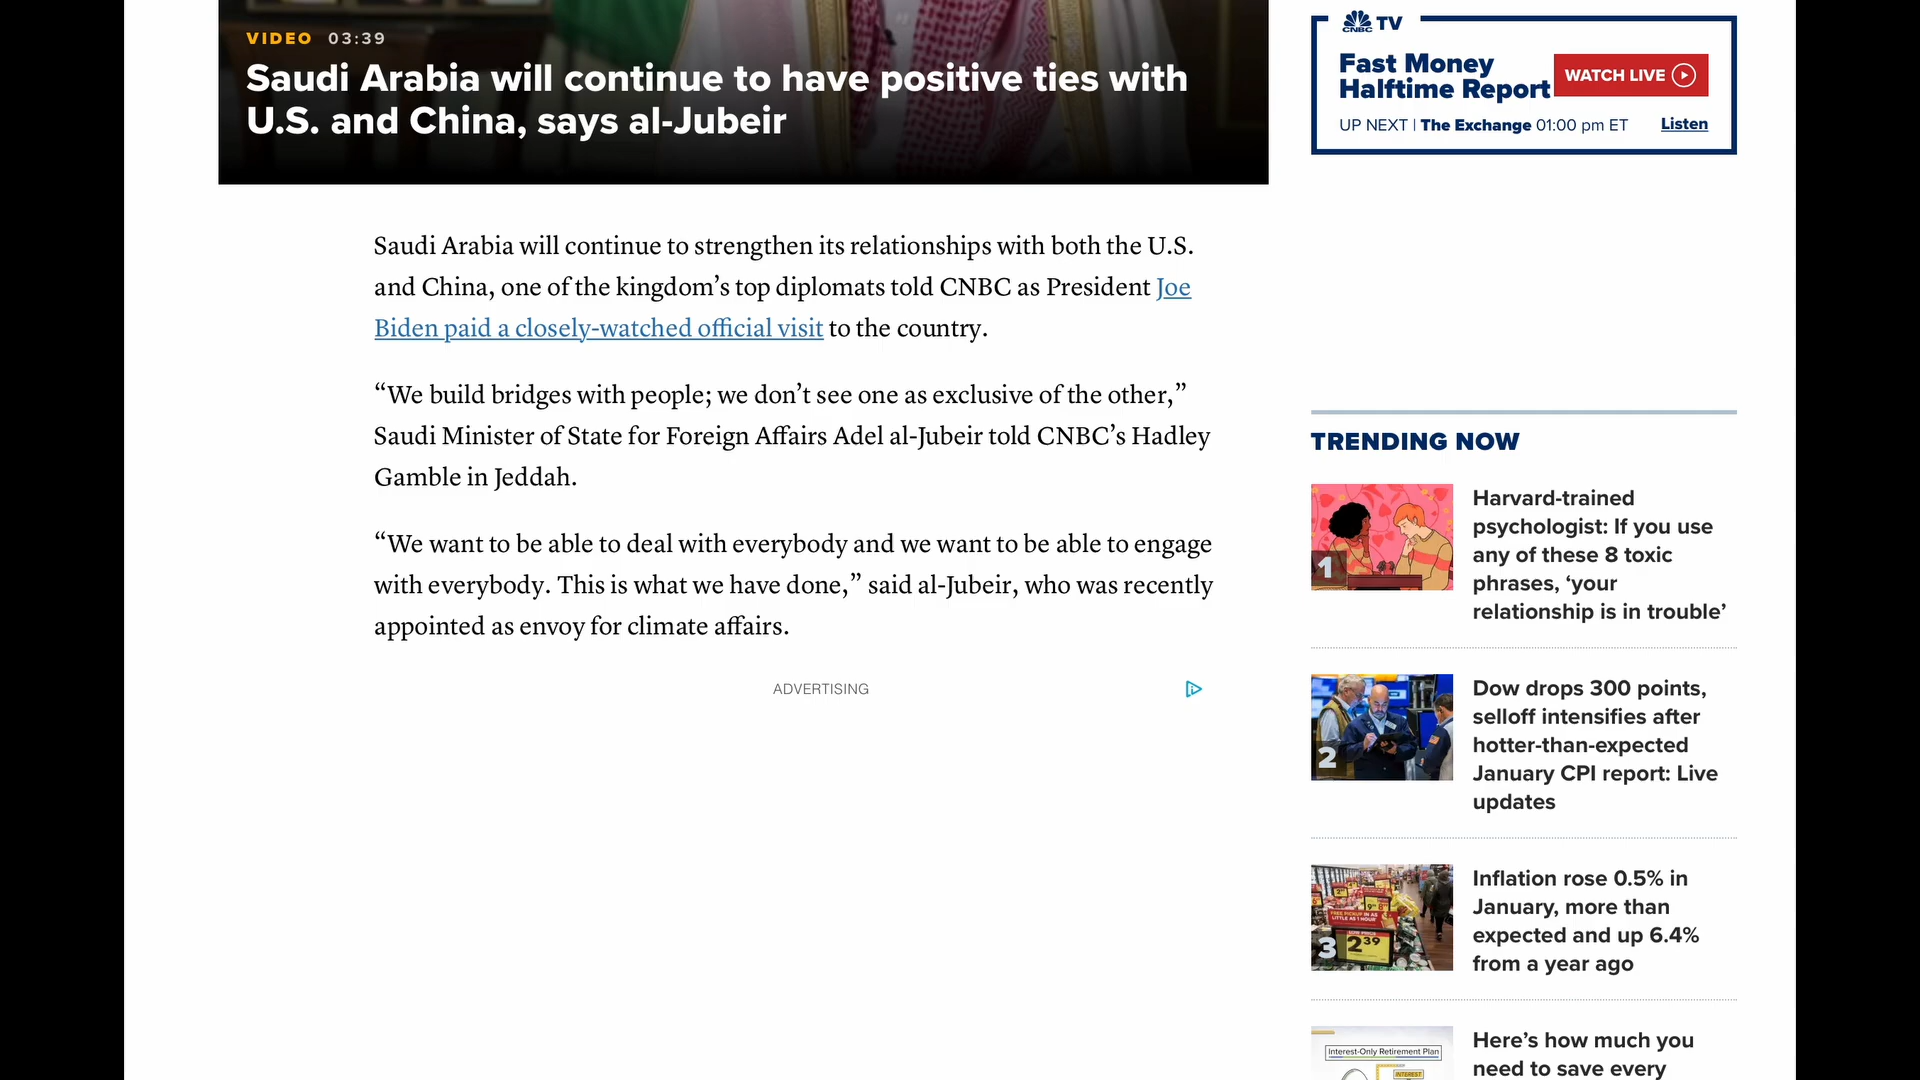 VIDEO 03:39
Saudi Arabia will continue to have positive ties with
U.S. and China, says al-Jubeir
Saudi Arabia will continue to strengthen its relationships with both the U.S.
and China, one of the kingdom’s top diplomats told CNBC as President Joe
Biden paid a closely-watched official visit to the country.
“We build bridges with people; we don’t see one as exclusive of the other,”
Saudi Minister of State for Foreign Affairs Adel al-Jubeir told CNBC’s Hadley
Gamble in Jeddah.
“We want to be able to deal with everybody and we want to be able to engage
with everybody. This is what we have done,” said al-Jubeir, who was recently
appointed as envoy for climate affairs.
ADVERTISING
CNBC TV
Fast Money
Halftime Report
WATCH LIVE
UP NEXT | The Exchange 01:00 pm ET
Listen
TRENDING NOW
1
Harvard-trained
psychologist: If you use
any of these 8 toxic
phrases, ‘your
relationship is in trouble’
2
Dow drops 300 points,
selloff intensifies after
hotter-than-expected
January CPI report: Live
updates
3
FREE PICKUP IN AS
LITTLE AS 1 HOUR
2 39
Inflation rose 0.5% in
January, more than
expected and up 6.4%
from a year ago
Interest-Only Retirement Plan
INTEREST
Here’s how much you
need to save every